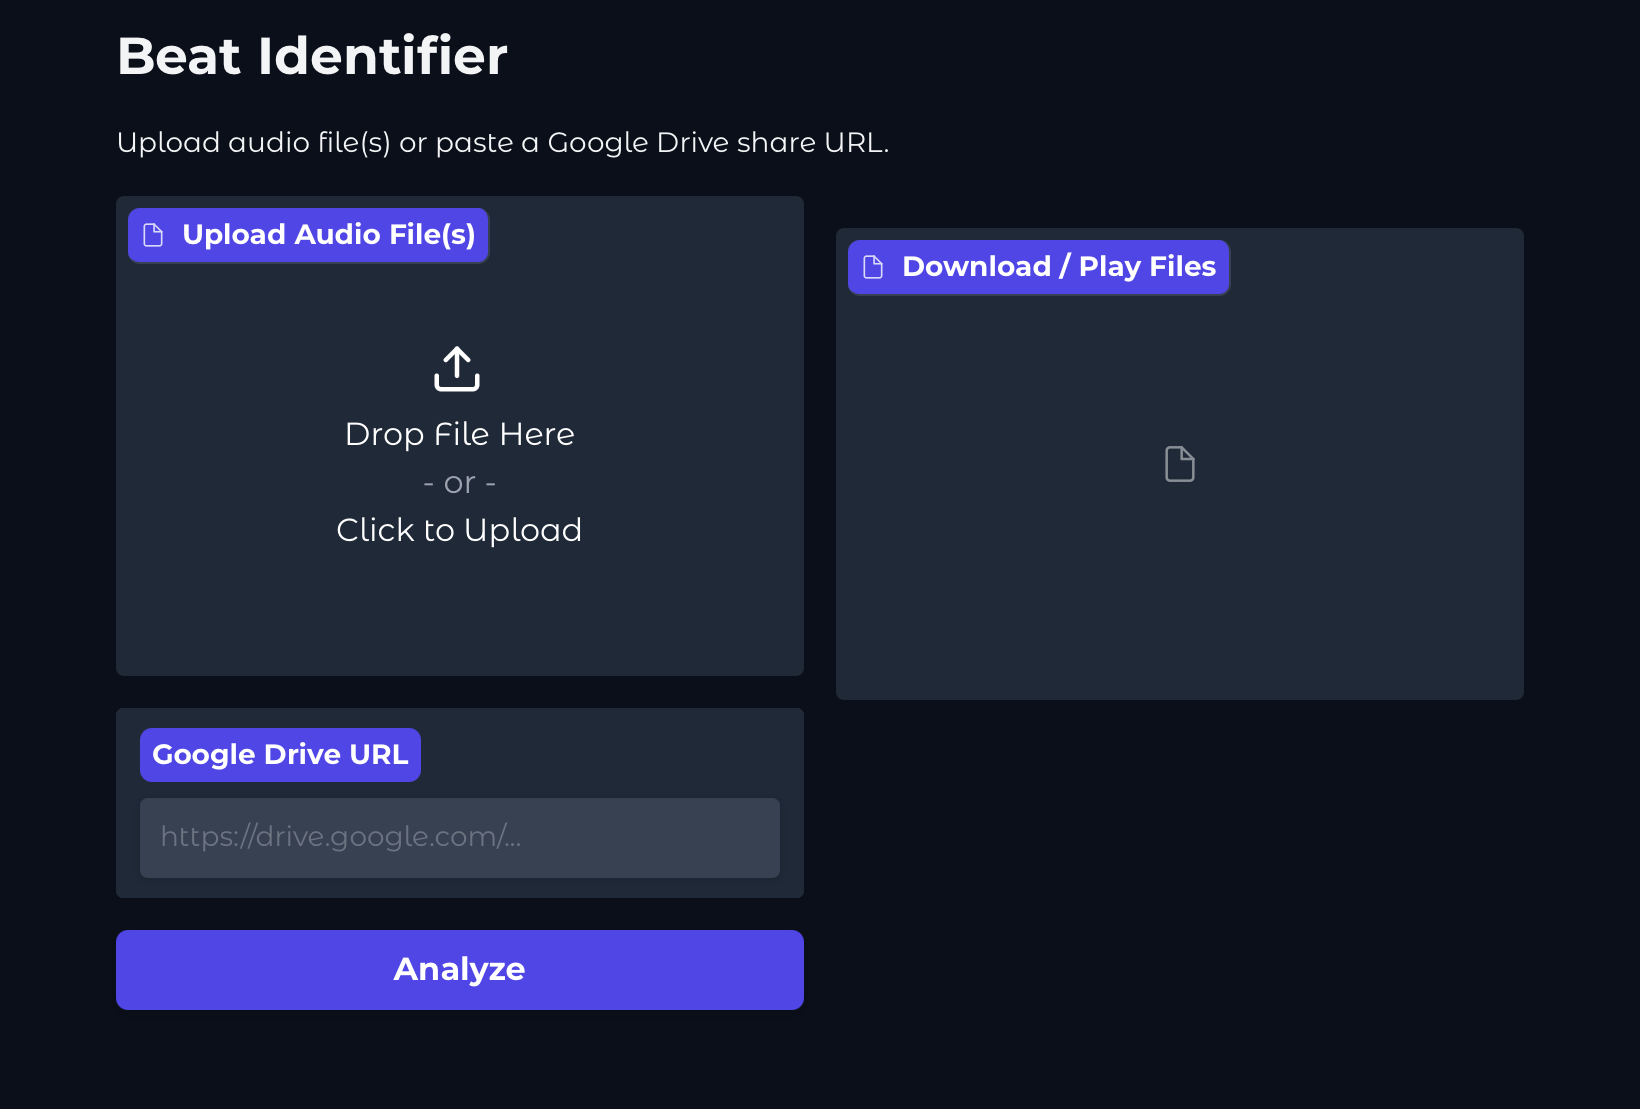 Beat Identifier
Upload audio file(s) or paste a Google Drive share URL.
Upload Audio File(s)
Drop File Here
- or -
Click to Upload
Download / Play Files
Google Drive URL
https://drive.google.com/...
Analyze